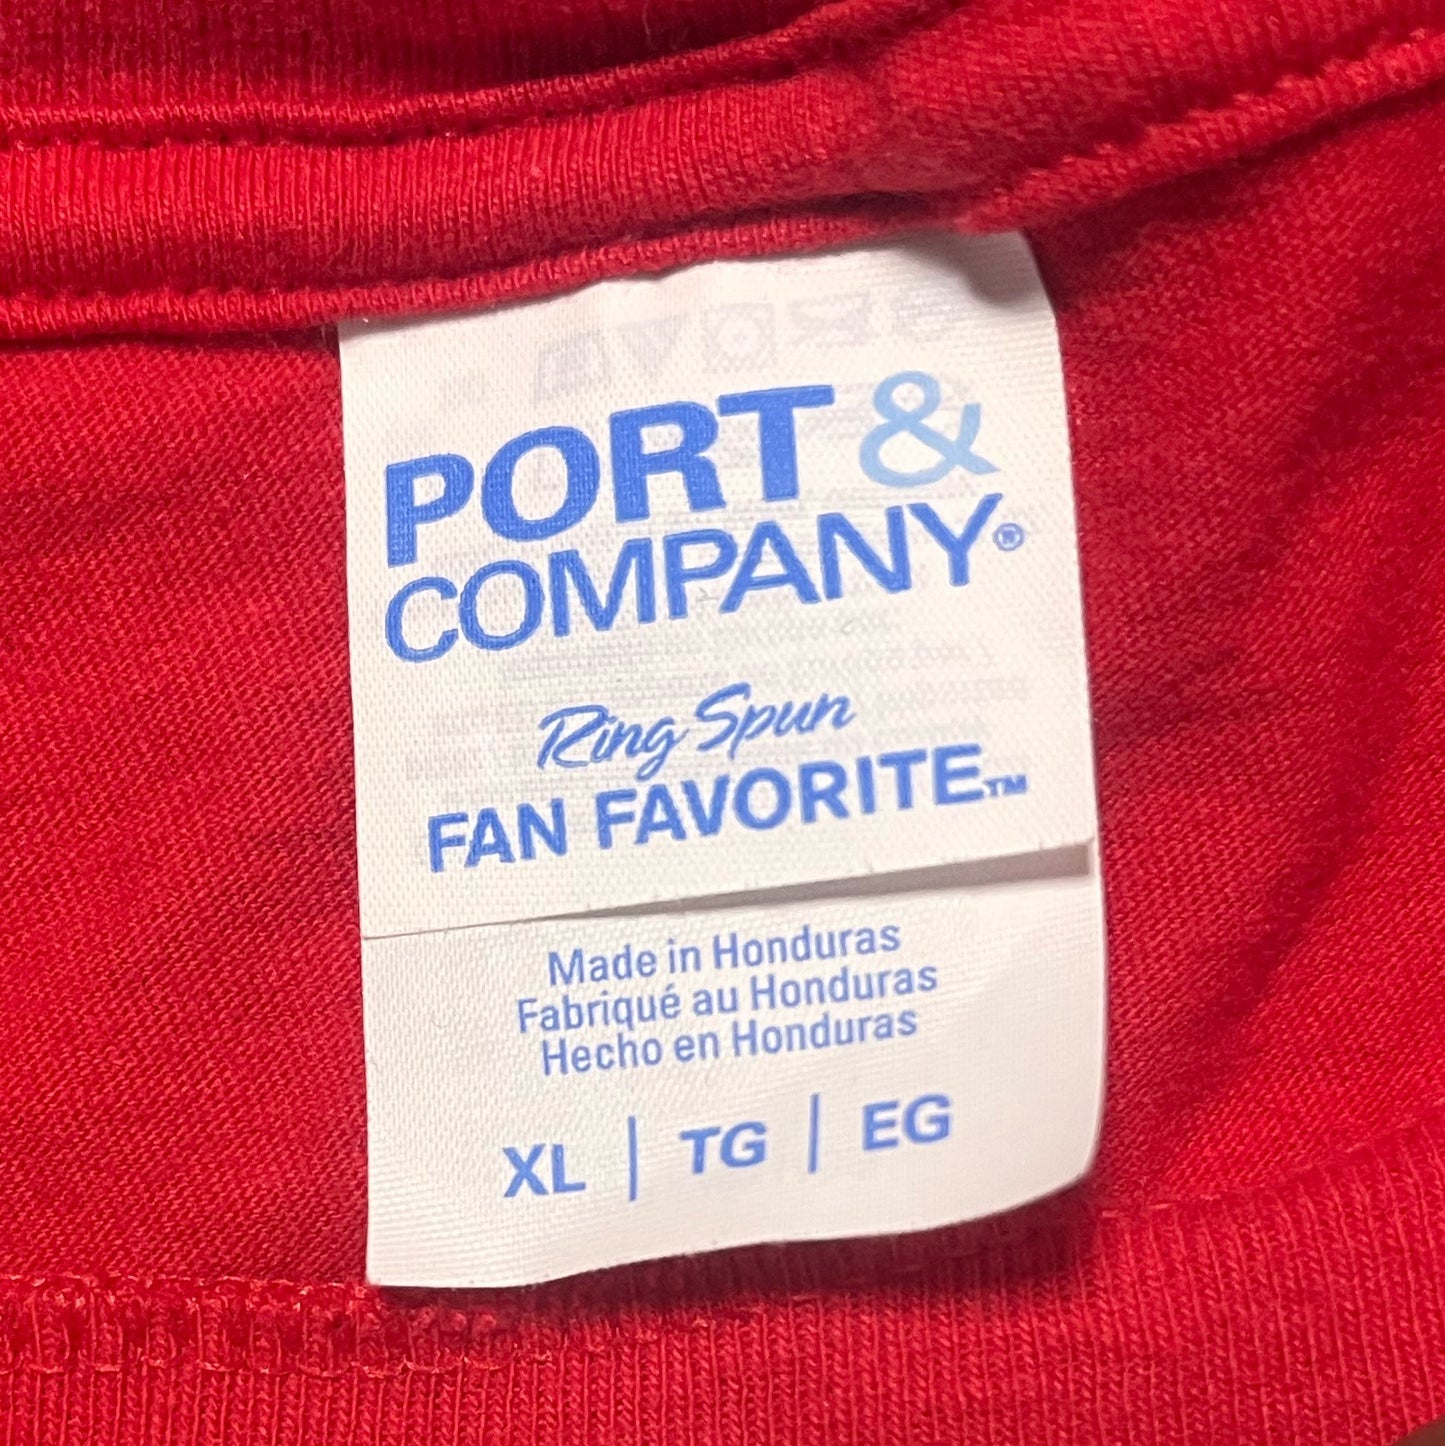 PORT &
COMPANY®
Ring Spun
FAN FAVORITE™
Made in Honduras
Fabriqué au Honduras
Hecho en Honduras
XL | TG | EG